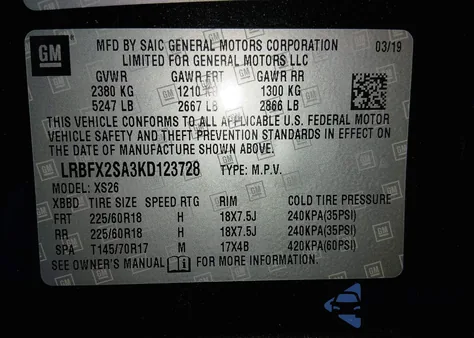 GM
MFD BY SAIC GENERAL MOTORS CORPORATION 03/19
LIMITED FOR GENERAL MOTORS LLC
GVWR GAWR FRT GAWR RR
2380 KG 1210 KG 1300 KG
5247 LB 2667 LB 2866 LB
THIS VEHICLE CONFORMS TO ALL APPLICABLE U.S. FEDERAL MOTOR
VEHICLE SAFETY AND THEFT PREVENTION STANDARDS IN EFFECT ON
THE DATE OF MANUFACTURE SHOWN ABOVE.
LRBFX2SA3KD123728 TYPE: M.P.V.
MODEL: XS26
XBBD TIRE SIZE SPEED RTG RIM COLD TIRE PRESSURE
FRT 225/60R18 H 18X7.5J 240KPA(35PSI)
RR 225/60R18 H 18X7.5J 240KPA(35PSI)
SPA T145/70R17 M 17X4B 420KPA(60PSI)
SEE OWNER'S MANUAL FOR MORE INFORMATION